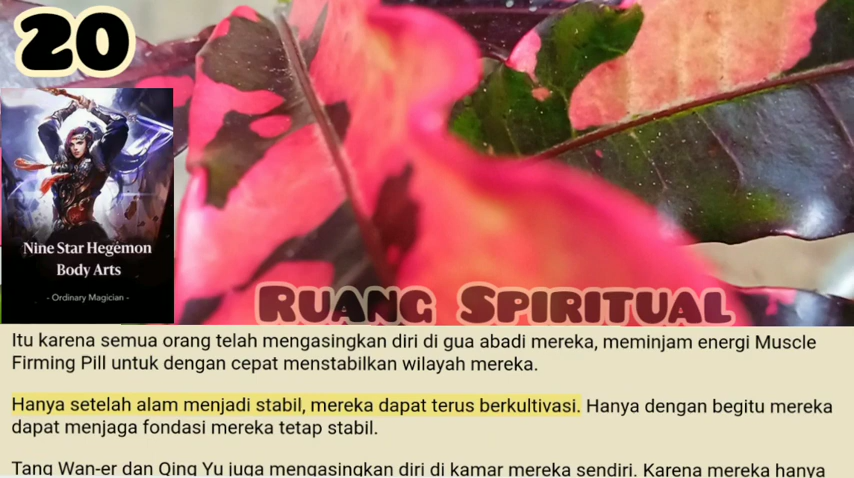 20
Nine Star Hegemon
Body Arts
- Ordinary Magician -
Ruang Spiritual
Itu karena semua orang telah mengasingkan diri di gua abadi mereka, meminjam energi Muscle
Firming Pill untuk dengan cepat menstabilkan wilayah mereka.
Hanya setelah alam menjadi stabil, mereka dapat terus berkultivasi. Hanya dengan begitu mereka
dapat menjaga fondasi mereka tetap stabil.
Tang Wan-er dan Qing Yu juga mengasingkan diri di kamar mereka sendiri. Karena mereka hanya